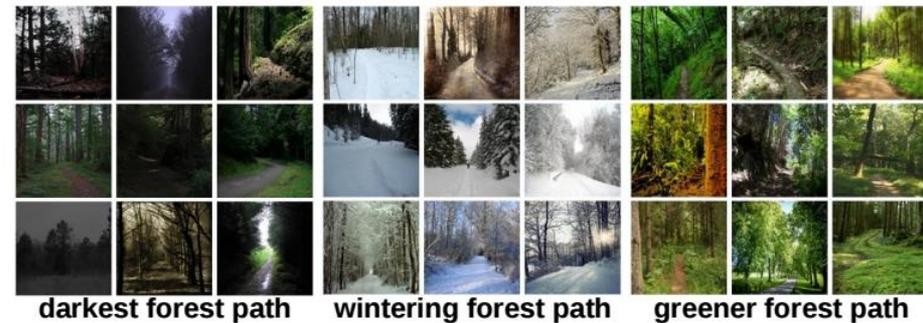 darkest forest path
wintering forest path
greener forest path